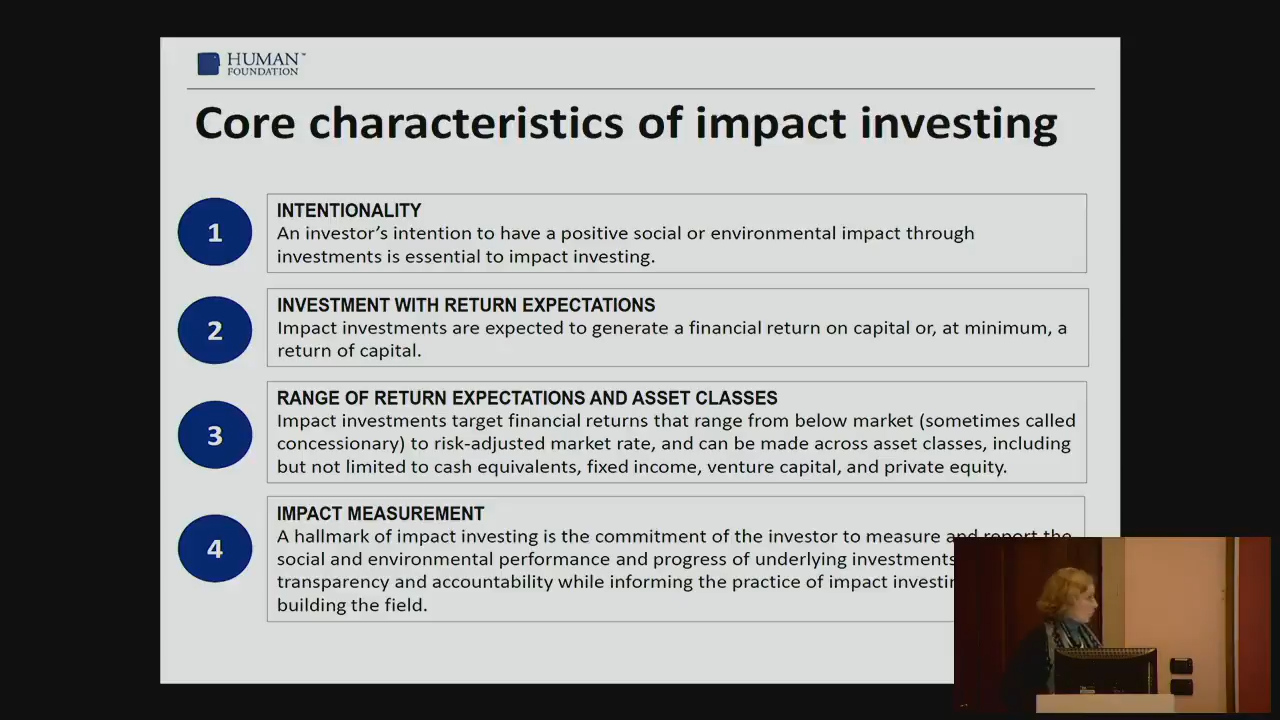 HUMAN™
FOUNDATION
Core characteristics of impact investing
1
INTENTIONALITY
An investor's intention to have a positive social or environmental impact through
investments is essential to impact investing.
2
INVESTMENT WITH RETURN EXPECTATIONS
Impact investments are expected to generate a financial return on capital or, at minimum, a
return of capital.
3
RANGE OF RETURN EXPECTATIONS AND ASSET CLASSES
Impact investments target financial returns that range from below market (sometimes called
concessionary) to risk-adjusted market rate, and can be made across asset classes, including
but not limited to cash equivalents, fixed income, venture capital, and private equity.
4
IMPACT MEASUREMENT
A hallmark of impact investing is the commitment of the investor to measure and report the
social and environmental performance and progress of underlying investments
transparency and accountability while informing the practice of impact
building the field.